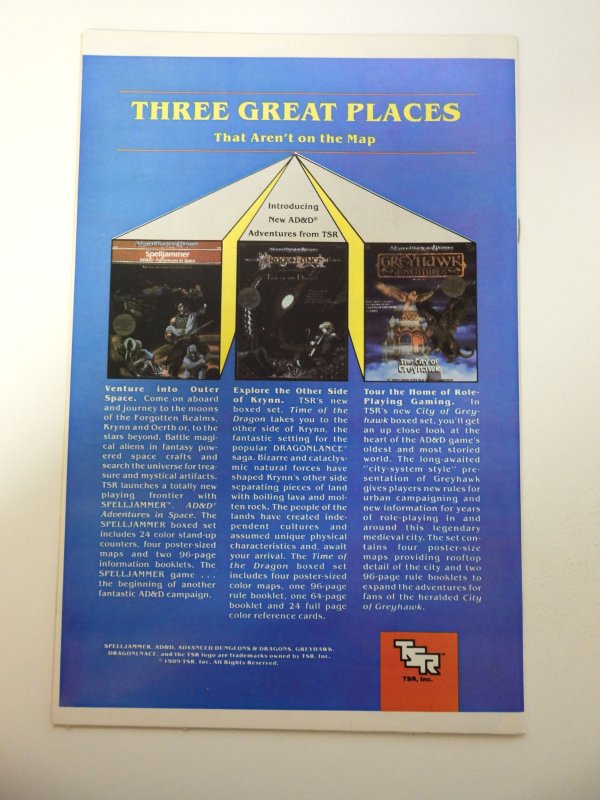 THREE GREAT PLACES
That Aren't on the Map
Introducing
New AD&D®
Adventures from TSR
Spelljammer
AD&D® Adventures in Space
GREYHAWK
ADVENTURES
The City of
Greyhawk
Venture into Outer
Space. Come on aboard
and journey to the moons
of the Forgotten Realms,
Krynn and Oerth or, to the
stars beyond. Battle magi-
cal aliens in fantasy pow-
ered space crafts and
search the universe for trea-
sure and mystical artifacts.
TSR launches a totally new
playing frontier with
SPELLJAMMER™, AD&D®
Adventures in Space. The
SPELLJAMMER boxed set
includes 24 color stand-up
counters, four poster-sized
maps and two 96-page
information booklets. The
SPELLJAMMER game . . .
the beginning of another
fantastic AD&D campaign.
Explore the Other Side
of Krynn. TSR's new
boxed set, Time of the
Dragon takes you to the
other side of Krynn, the
fantastic setting for the
popular DRAGONLANCE®
saga. Bizarre and cataclys-
mic natural forces have
shaped Krynn's other side
separating pieces of land
with boiling lava and mol-
ten rock. The people of the
lands have created inde-
pendent cultures and
assumed unique physical
characteristics and, await
your arrival. The Time of
the Dragon boxed set
includes four poster-sized
color maps, one 96-page
rule booklet, one 64-page
booklet and 24 full page
color reference cards.
Tour the Home of Role-
Playing Gaming. In
TSR's new City of Grey-
hawk boxed set, you'll get
an up close look at the
heart of the AD&D game's
oldest and most storied
world. The long-awaited
"city-system style" pre-
sentation of Greyhawk
gives players new rules for
urban campaigning and
new information for years
of role-playing in and
around this legendary
medieval city. The set con-
tains four poster-size
maps providing rooftop
detail of the city and two
96-page rule booklets to
expand the adventures for
fans of the heralded City
of Greyhawk.
SPELLJAMMER, AD&D, ADVANCED DUNGEONS & DRAGONS, GREYHAWK,
DRAGONLNACE, and the TSR logo are trademarks owned by TSR, Inc.
©1989 TSR, Inc. All Rights Reserved.
TSR™
TSR, Inc.